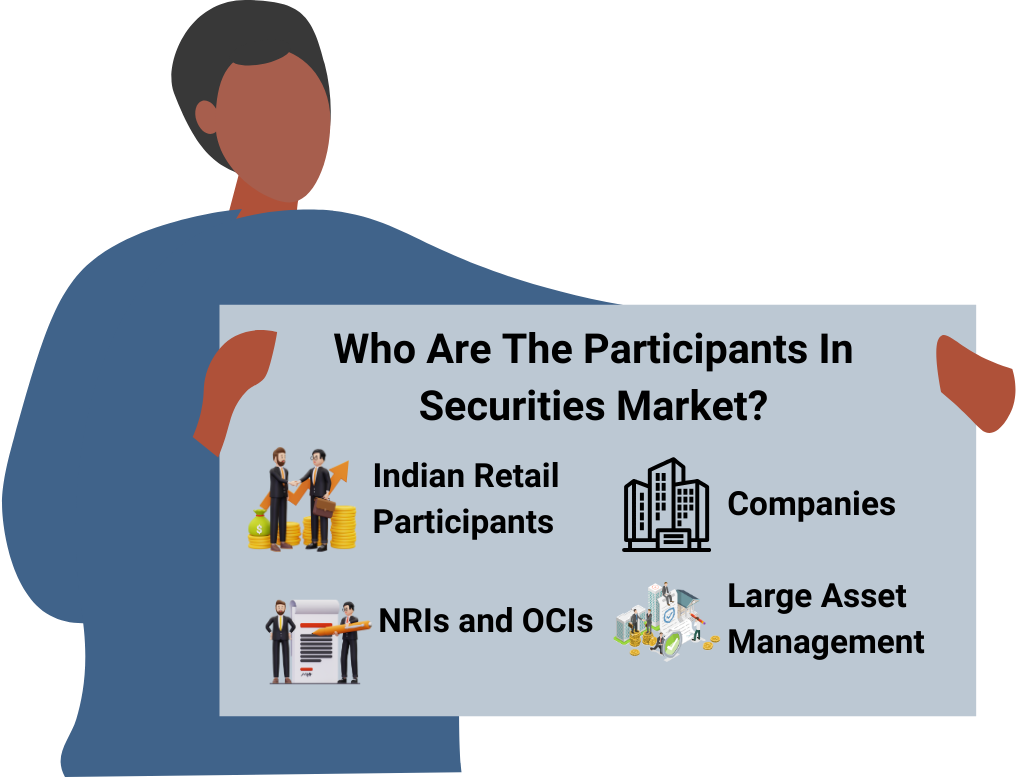 Who Are The Participants In
Securities Market?
Indian Retail
Participants
Companies
NRIs and OCIs
Large Asset
Management